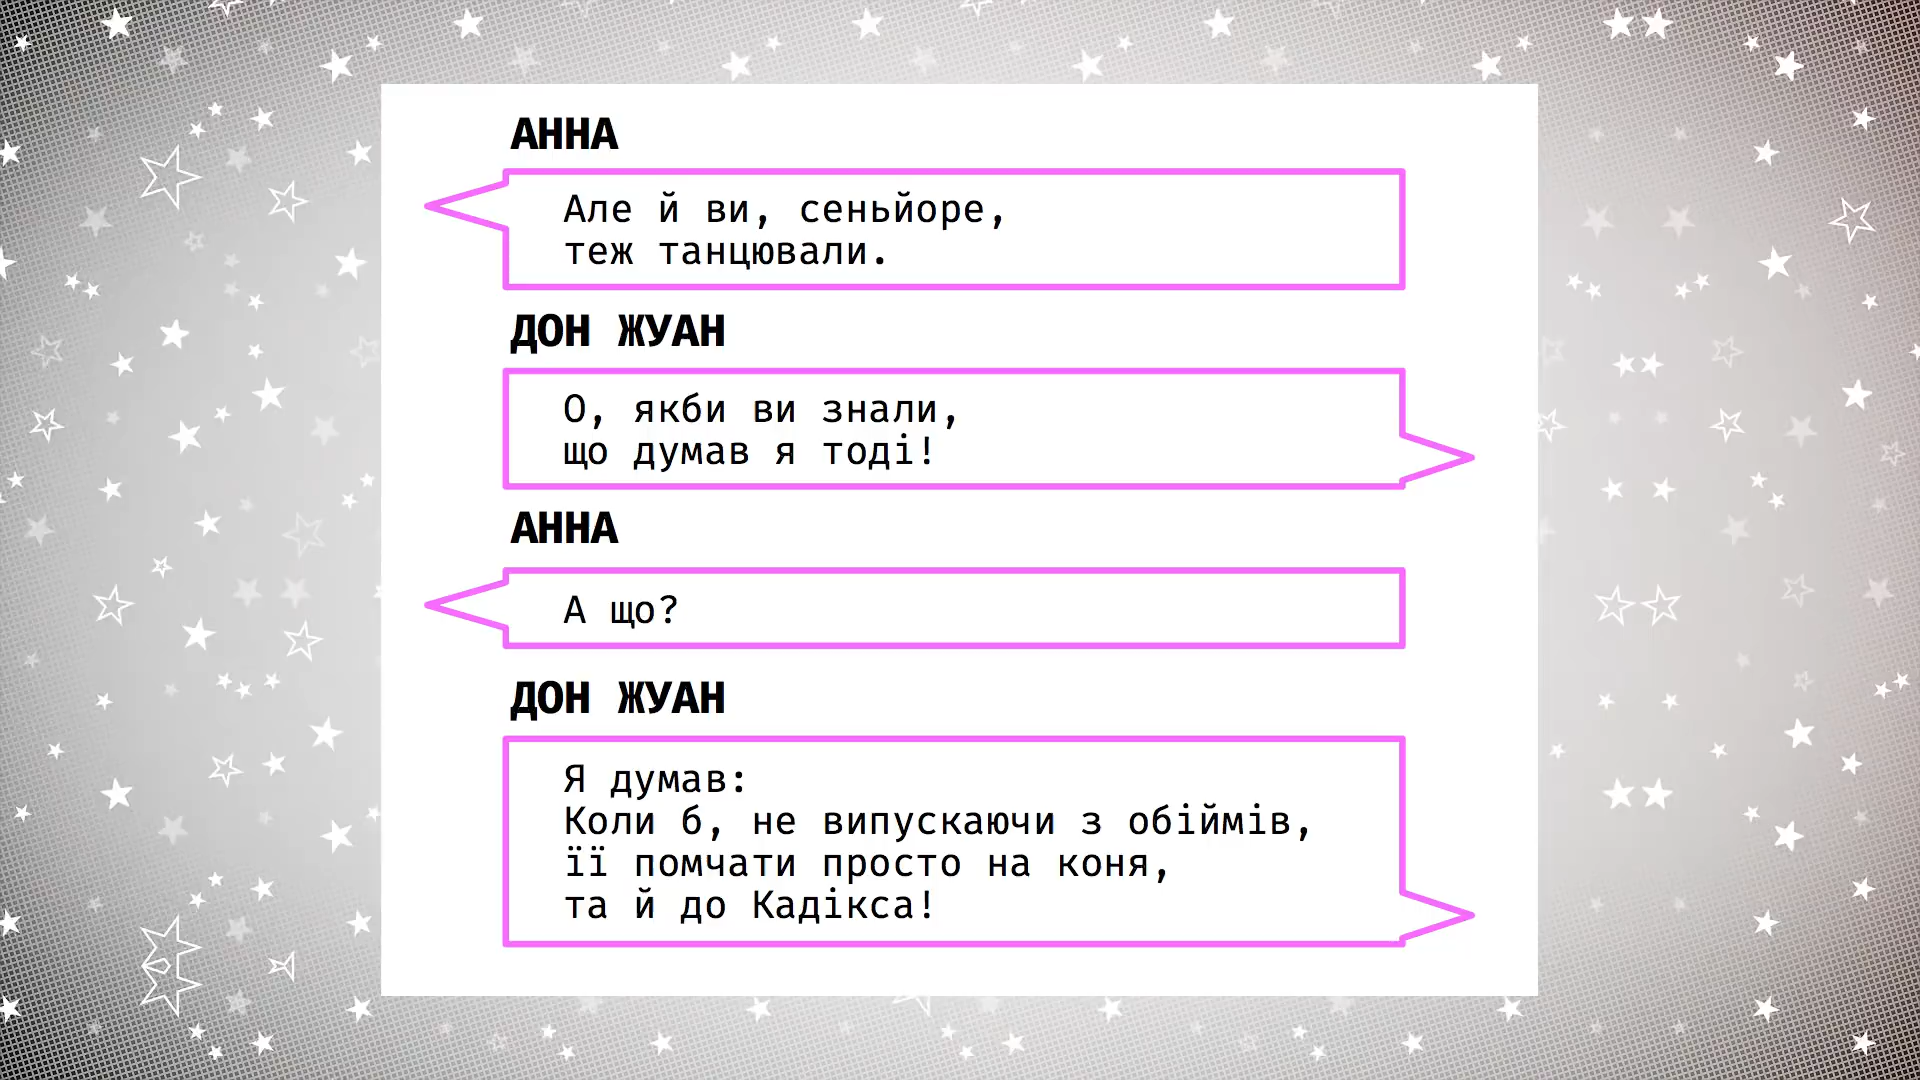 АННА
Але й ви, сеньйоре,
теж танцювали.
ДОН ЖУАН
О, якби ви знали,
що думав я тоді!
АННА
А що?
ДОН ЖУАН
Я думав:
Коли б, не випускаючи з обіймів,
її помчати просто на коня,
та й до Кадікса!